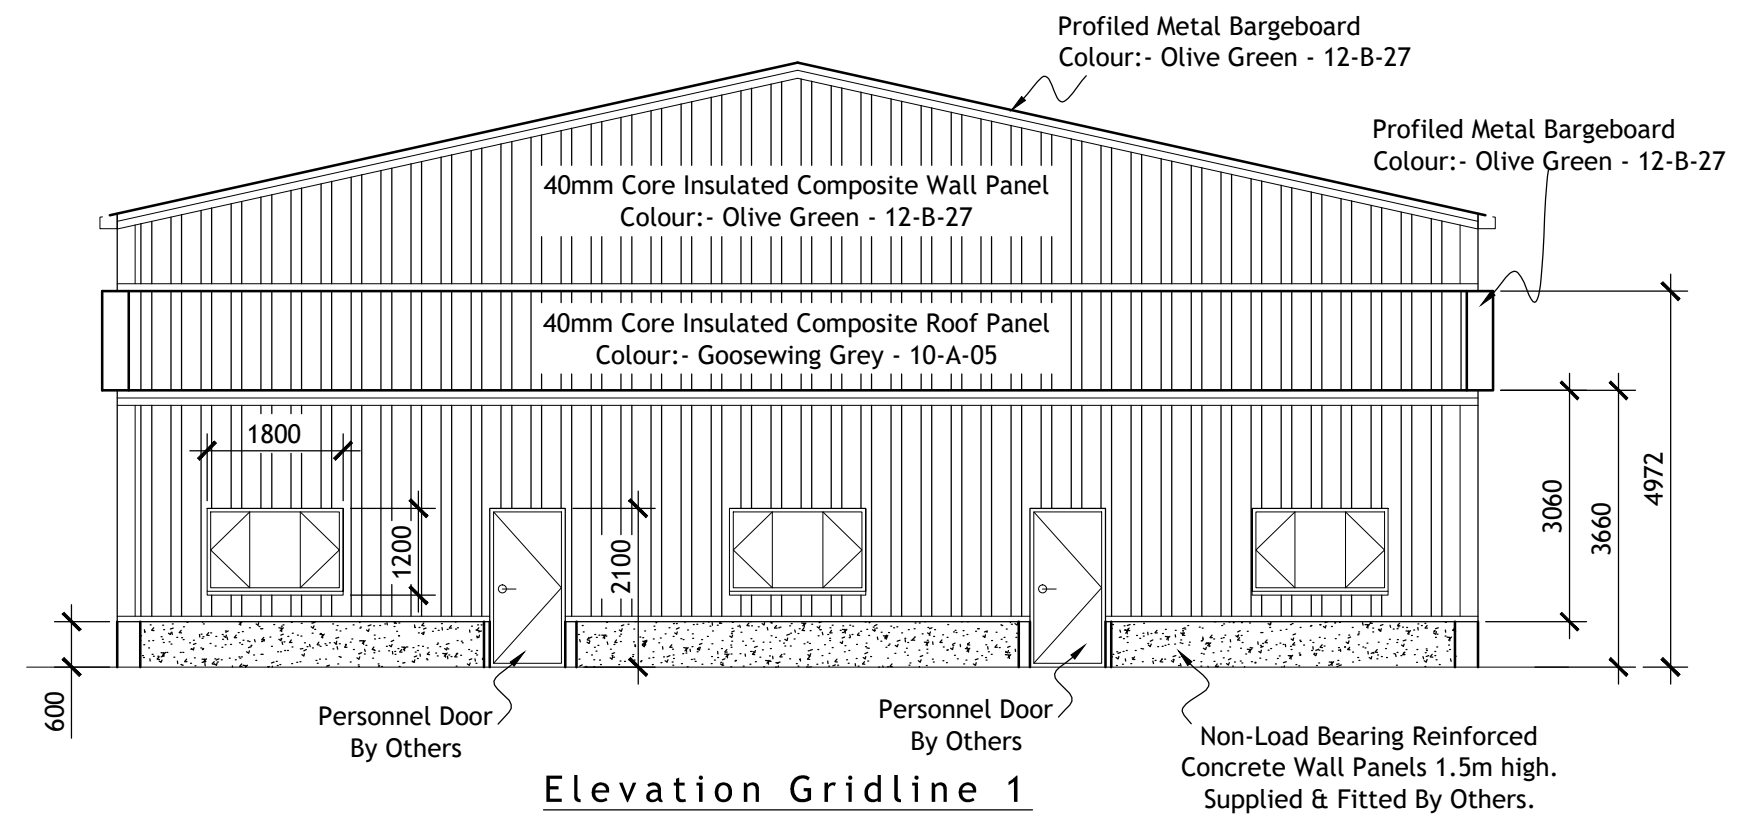 Profiled Metal Bargeboard
Colour:- Olive Green - 12-B-27
Profiled Metal Bargeboard
Colour:- Olive Green - 12-B-27
40mm Core Insulated Composite Wall Panel
Colour:- Olive Green - 12-B-27
40mm Core Insulated Composite Roof Panel
Colour:- Goosewing Grey - 10-A-05
1800
1200
2100
3060
3660
4972
600
Personnel Door
By Others
Personnel Door
By Others
Non-Load Bearing Reinforced
Concrete Wall Panels 1.5m high.
Supplied & Fitted By Others.
Elevation Gridline 1